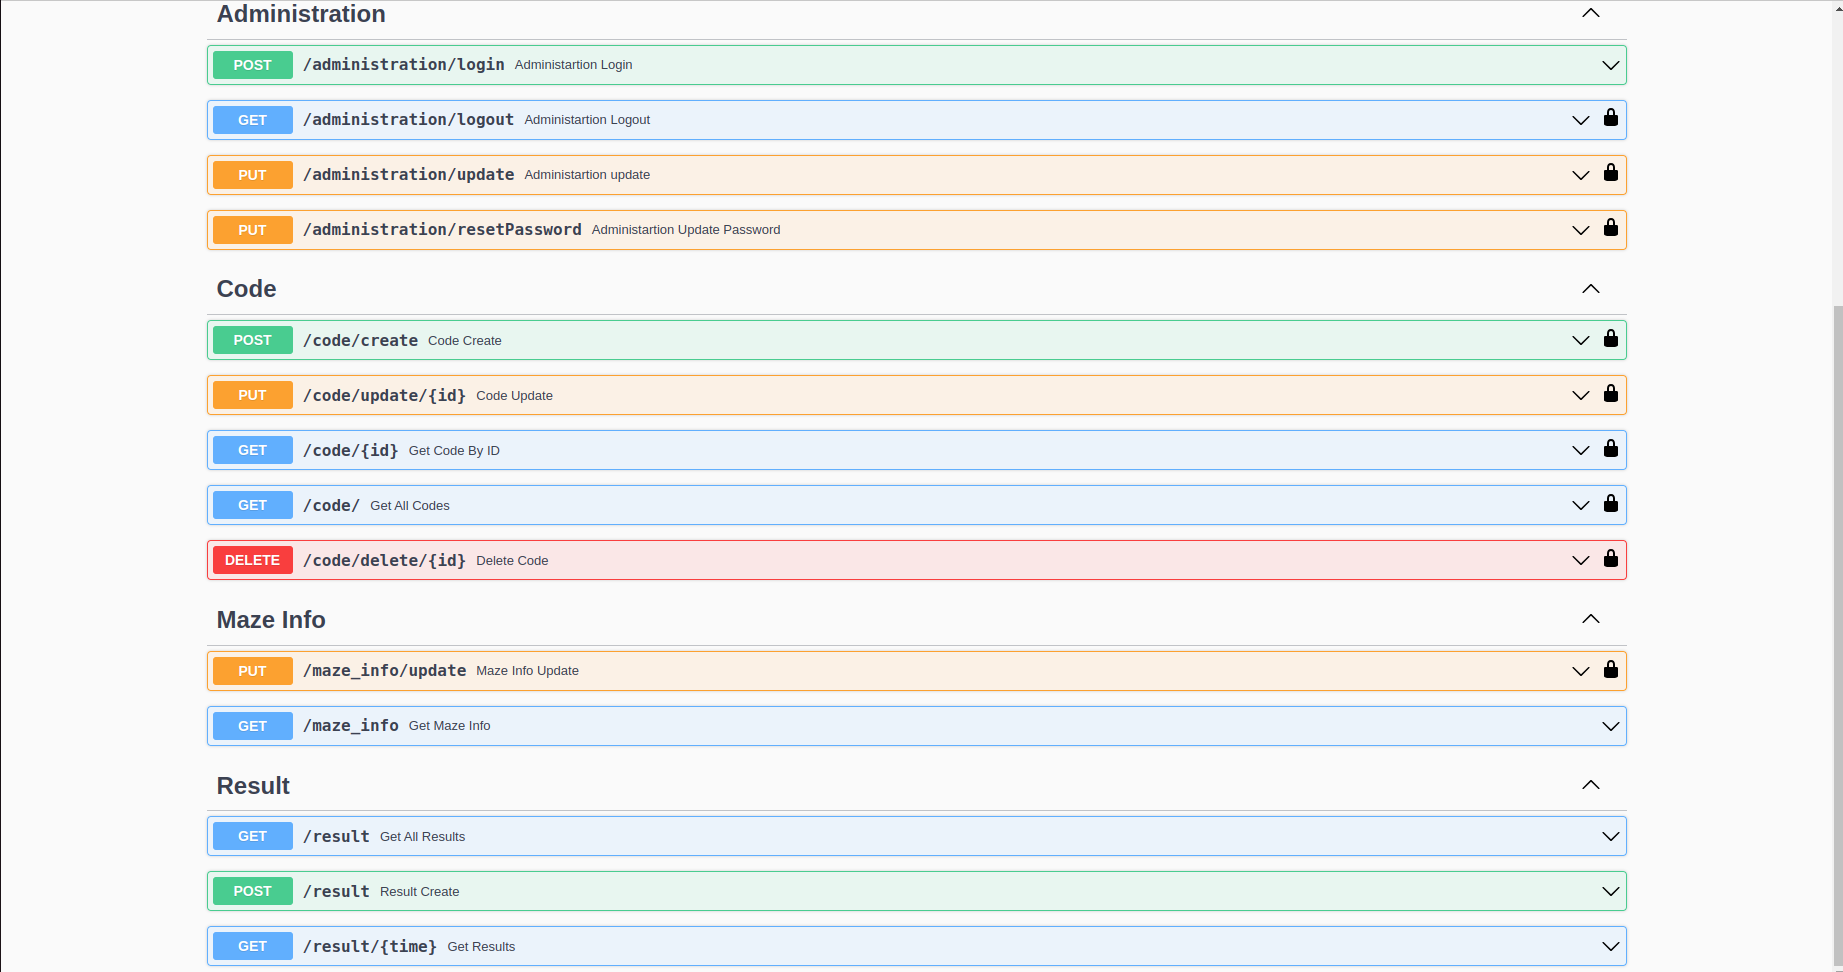 Administration
POST /administration/login Administartion Login
GET /administration/logout Administartion Logout
PUT /administration/update Administartion update
PUT /administration/resetPassword Administartion Update Password
Code
POST /code/create Code Create
PUT /code/update/{id} Code Update
GET /code/{id} Get Code By ID
GET /code/ Get All Codes
DELETE /code/delete/{id} Delete Code
Maze Info
PUT /maze_info/update Maze Info Update
GET /maze_info Get Maze Info
Result
GET /result Get All Results
POST /result Result Create
GET /result/{time} Get Results